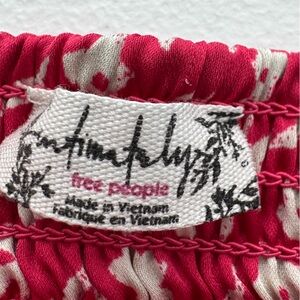 intimately
free people
Made in Vietnam
Fabriqué en Vietnam